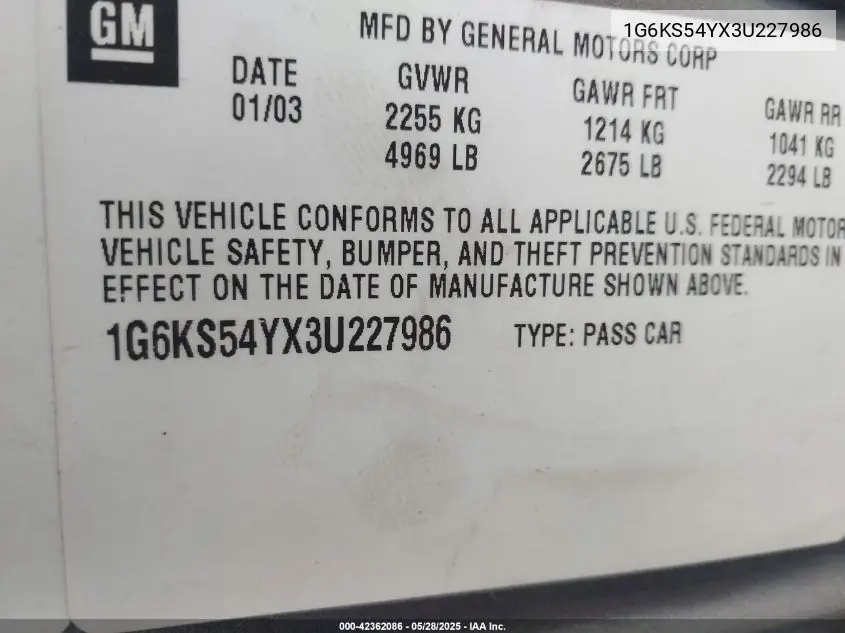 1G6KS54YX3U227986
GM
MFD BY GENERAL MOTORS CORP
DATE GVWR GAWR FRT GAWR RR
01/03 2255 KG 1214 KG 1041 KG
4969 LB 2675 LB 2294 LB
THIS VEHICLE CONFORMS TO ALL APPLICABLE U.S. FEDERAL MOTOR
VEHICLE SAFETY, BUMPER, AND THEFT PREVENTION STANDARDS IN
EFFECT ON THE DATE OF MANUFACTURE SHOWN ABOVE.
1G6KS54YX3U227986 TYPE: PASS CAR
000-42362086 - 05/28/2025 - IAA Inc.